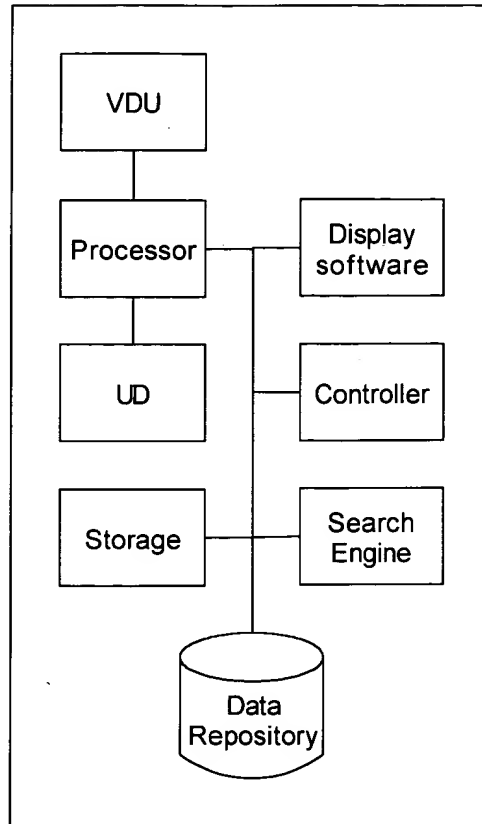 VDU
Processor
Display
software
UD
Controller
Storage
Search
Engine
Data
Repository